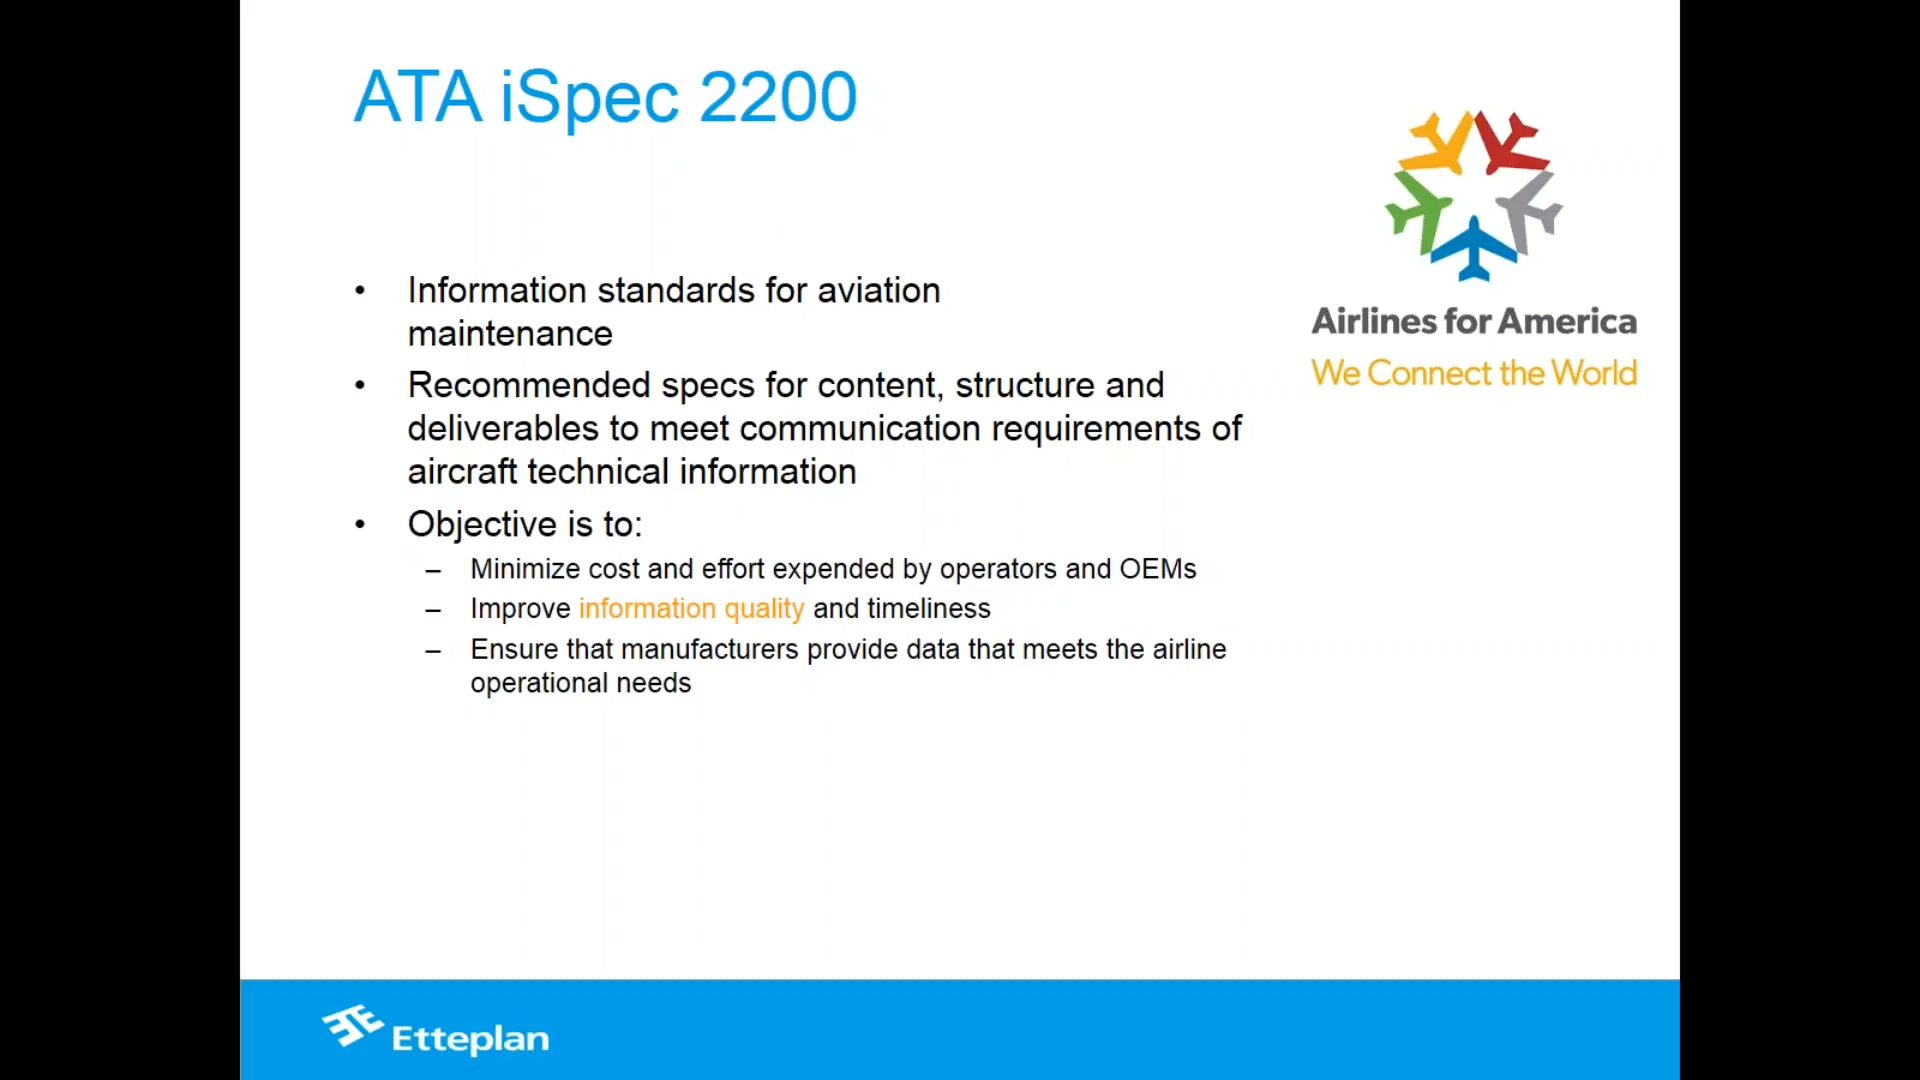 ATA iSpec 2200
• Information standards for aviation
maintenance
• Recommended specs for content, structure and
deliverables to meet communication requirements of
aircraft technical information
• Objective is to:
– Minimize cost and effort expended by operators and OEMs
– Improve information quality and timeliness
– Ensure that manufacturers provide data that meets the airline
operational needs
Airlines for America
We Connect the World
Etteplan